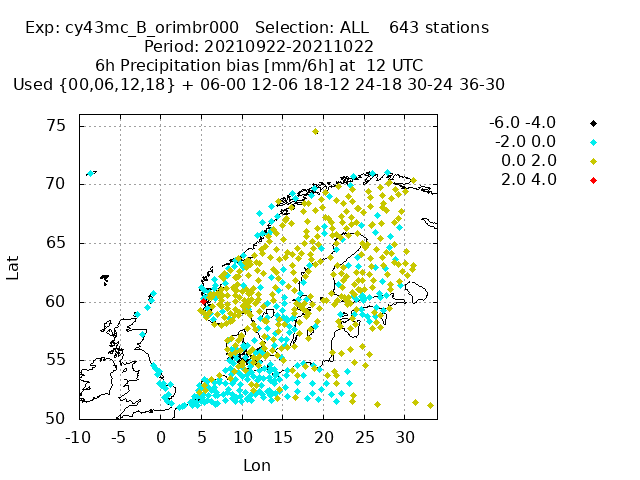 Exp: cy43mc_B_orimbr000   Selection: ALL    643 stations
Period: 20210922-20211022
6h Precipitation bias [mm/6h] at  12 UTC
Used {00,06,12,18} + 06-00 12-06 18-12 24-18 30-24 36-30
-6.0 -4.0
-2.0 0.0
0.0 2.0
2.0 4.0
75
70
65
60
55
50
Lat
-10 -5 0 5 10 15 20 25 30
Lon